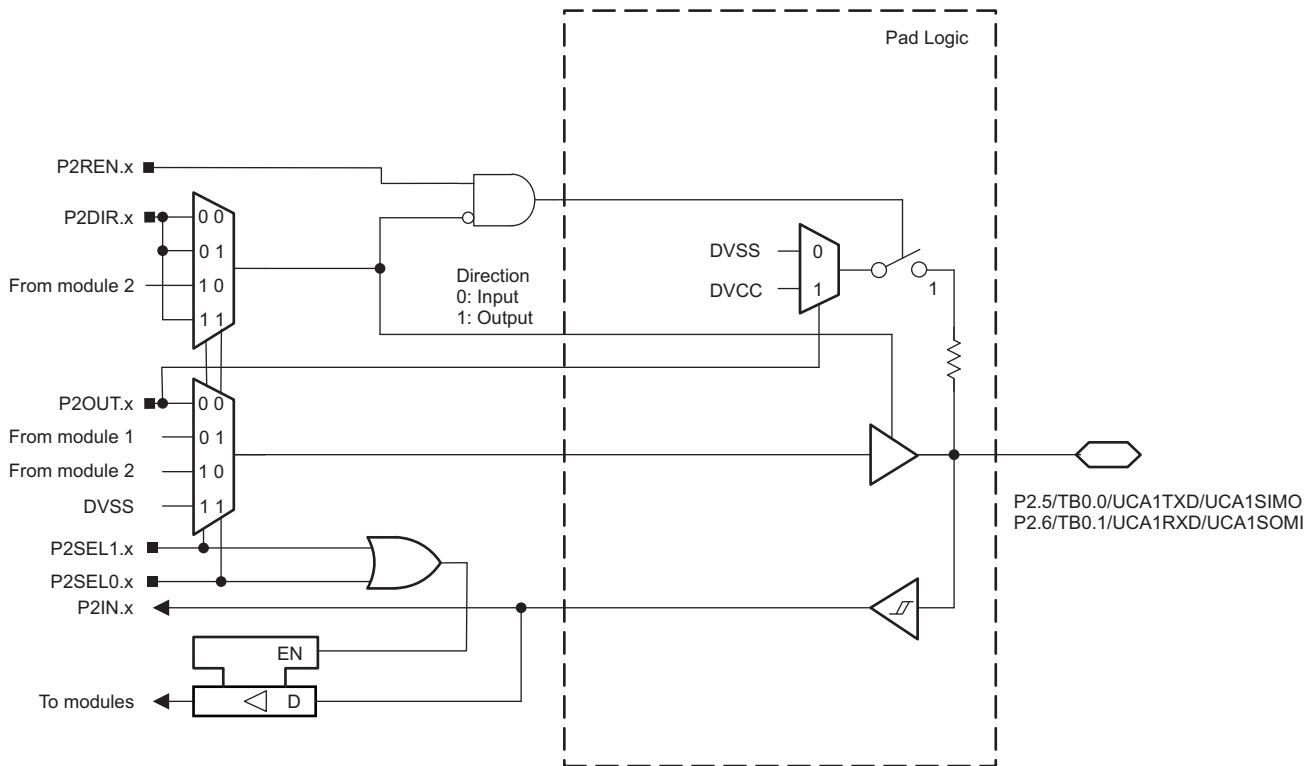 Pad Logic
P2REN.x
P2DIR.x
0 0
0 1
From module 2
1 0
1 1
Direction
0: Input
1: Output
DVSS
0
DVCC
1
1
P2OUT.x
0 0
From module 1
0 1
From module 2
1 0
DVSS
1 1
P2.5/TB0.0/UCA1TXD/UCA1SIMO
P2.6/TB0.1/UCA1RXD/UCA1SOMI
P2SEL1.x
P2SEL0.x
P2IN.x
EN
To modules
D